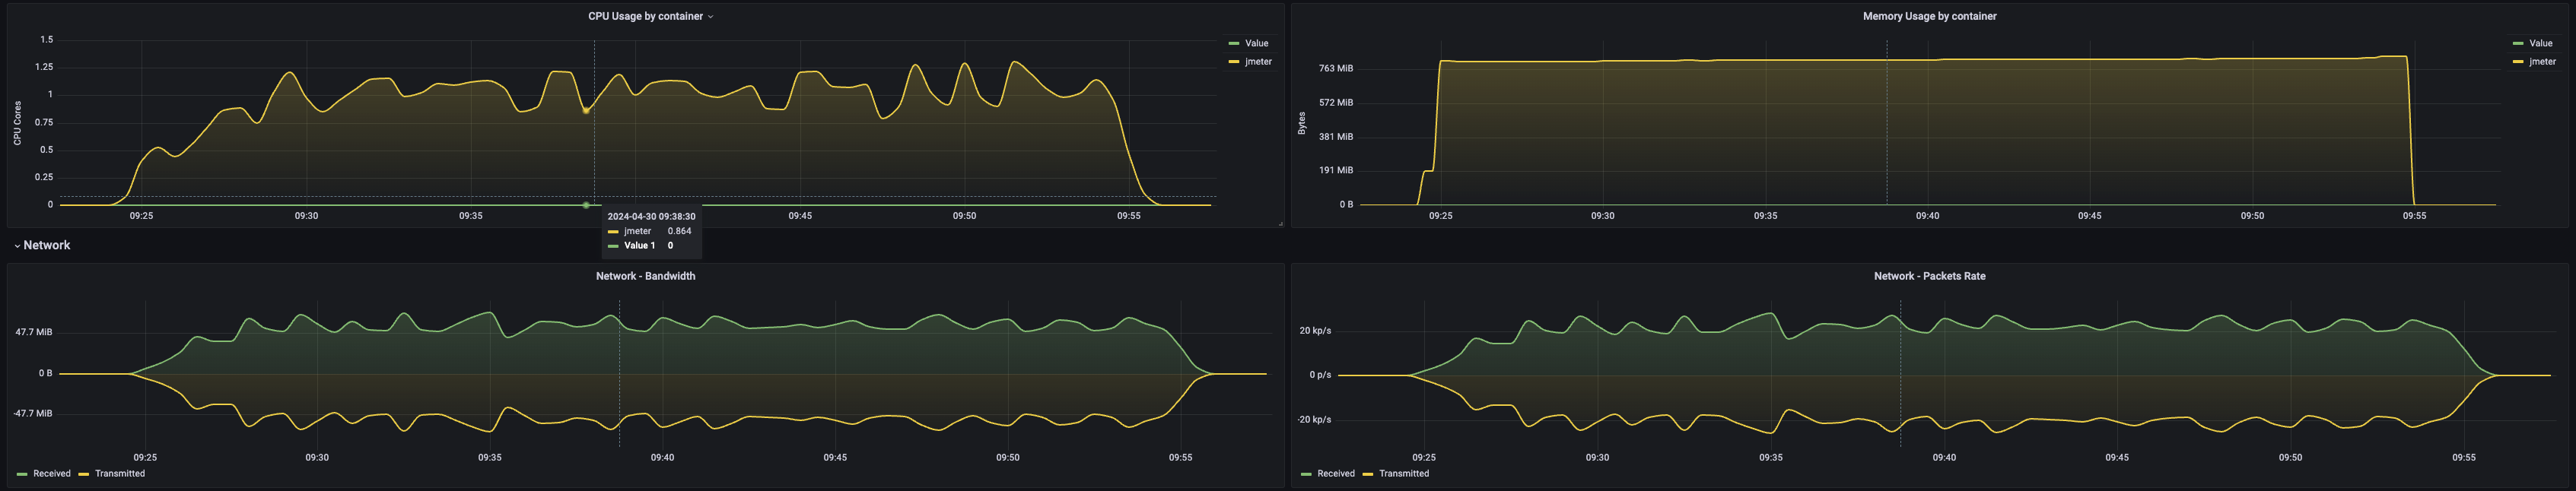 CPU Usage by container
CPU Cores
1.5
1.25
1
0.75
0.5
0.25
0
09:25 09:30 09:35 09:45 09:50 09:55
Value
jmeter
2024-04-30 09:38:30
jmeter 0.864
Value 1 0
Memory Usage by container
Bytes
763 MiB
572 MiB
381 MiB
191 MiB
0 B
09:25 09:30 09:35 09:40 09:45 09:50 09:55
Value
jmeter
Network
Network - Bandwidth
47.7 MiB
0 B
-47.7 MiB
09:25 09:30 09:35 09:40 09:45 09:50 09:55
Received Transmitted
Network - Packets Rate
20 kp/s
0 p/s
-20 kp/s
09:25 09:30 09:35 09:40 09:45 09:50 09:55
Received Transmitted